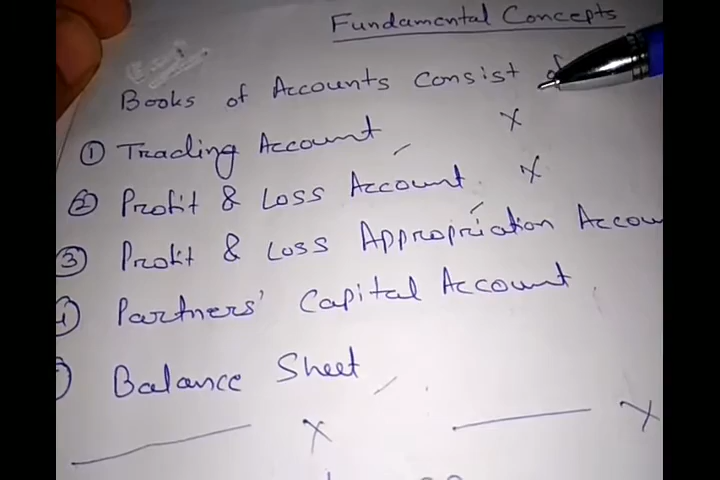 Fundamental Concepts
Books of Accounts consist of
① Trading Account X
② Profit & Loss Account X
③ Profit & Loss Appropriation Accou
Partners' Capital Account
Balance Sheet
X X